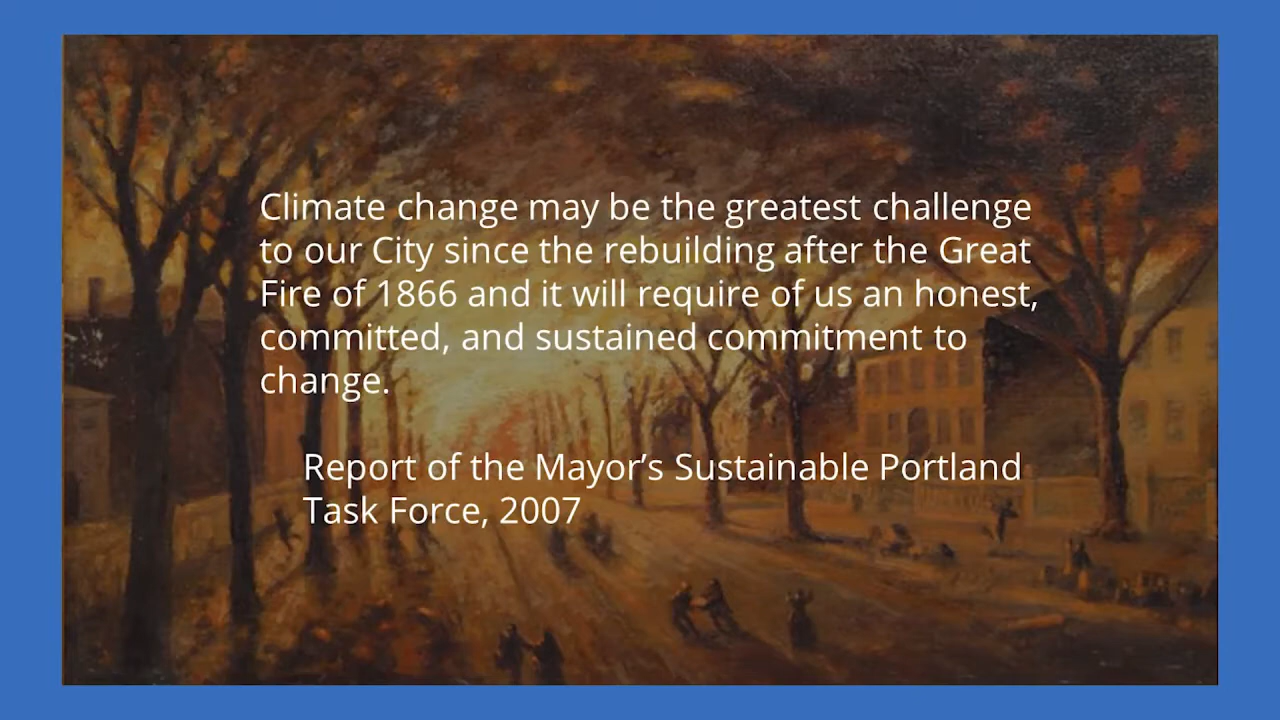 Climate change may be the greatest challenge
to our City since the rebuilding after the Great
Fire of 1866 and it will require of us an honest,
committed, and sustained commitment to
change.
Report of the Mayor’s Sustainable Portland
Task Force, 2007